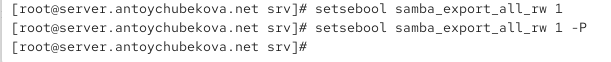 [root@server.antoychubekova.net srv]# setsebool samba_export_all_rw 1
[root@server.antoychubekova.net srv]# setsebool samba_export_all_rw 1 -P
[root@server.antoychubekova.net srv]#